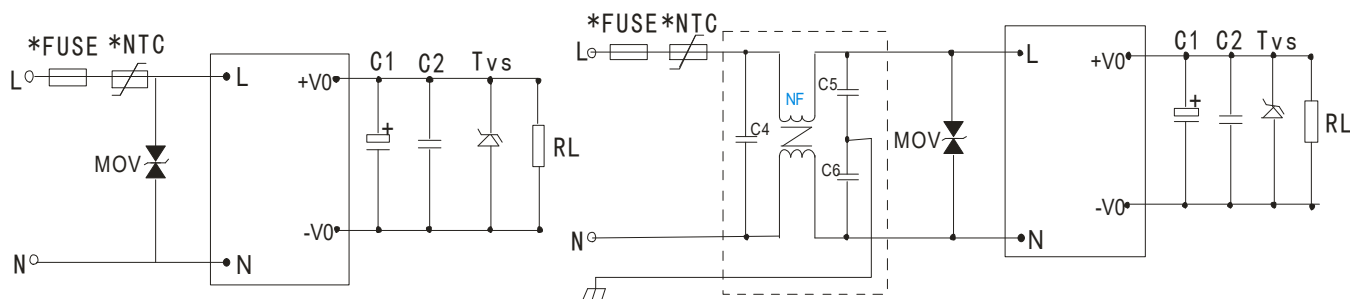 *FUSE *NTC
L
L
+V0
C1
C2
Tvs
MOV
RL
-V0
N
N
*FUSE *NTC
L
C4
NF
C5
C6
N
MOV
L
+V0
C1
C2
Tvs
RL
-V0
N
+
+